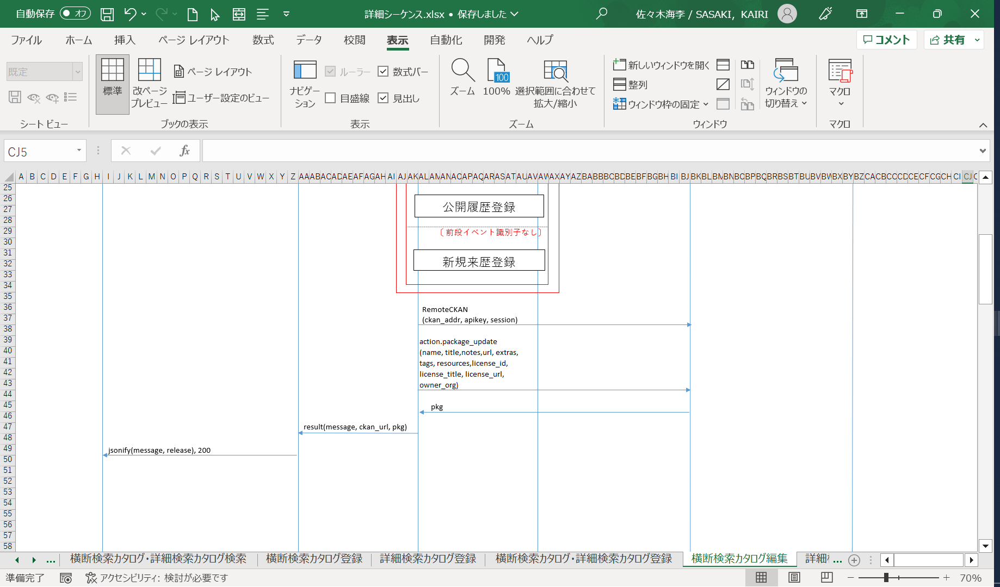 自動保存 オフ 詳細シーケンス.xlsx • 保存しました 佐々木海李 / SASAKI, KAIRI
ファイル ホーム 挿入 ページ レイアウト 数式 データ 校閲 表示 自動化 開発 ヘルプ コメント 共有
既定
標準
改ページ
プレビュー
ページ レイアウト
ユーザー設定のビュー
ナビゲー
ション
ルーラー 数式バー
目盛線 見出し
ズーム
100
100%
選択範囲に合わせて
拡大/縮小
新しいウィンドウを開く
整列
ウィンドウ枠の固定
ウィンドウの
切り替え
マクロ
シート ビュー ブックの表示 表示 ズーム ウィンドウ マクロ
CJ5 fx
A B C D E F G H I J K L M N O P Q R S T U V W X Y Z AA AB AC AD AE AF AG AH AI AJ AK AL AM AN AO AP AQ AR AS AT AU AV AW AX AY AZ BA BB BC BD BE BF BG BH BI BJ BK BL BM BN BO BP BQ BR BS BT BU BV BW BX BY BZ CA CB CC CD CE CF CG CH CI CJ
25
26
27
28
29
30
31
32
33
34
35
36
37
38
39
40
41
42
43
44
45
46
47
48
49
50
51
52
53
54
55
56
57
58
公開履歴登録
〔前段イベント識別子なし〕
新規来歴登録
RemoteCKAN
(ckan_addr, apikey, session)
action.package_update
(name, title,notes,url, extras,
tags, resources,license_id,
license_title, license_url,
owner_org)
pkg
result(message, ckan_url, pkg)
jsonify(message, release), 200
... 横断検索カタログ・詳細検索カタログ検索 横断検索カタログ登録 詳細検索カタログ登録 横断検索カタログ・詳細検索カタログ登録 横断検索カタログ編集 詳細 ...
準備完了 アクセシビリティ: 検討が必要です 70%